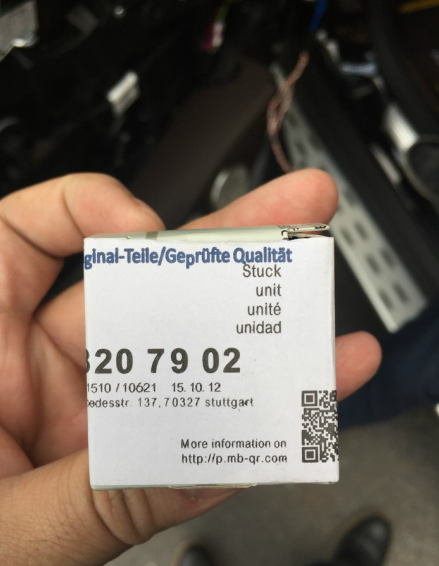 ginal-Teile/Geprüfte Qualität
Stuck
unit
unité
unidad
320 79 02
1510 / 10621 15. 10. 12
cedesstr. 137, 70327 stuttgart
More information on
http://p.mb-qr.com